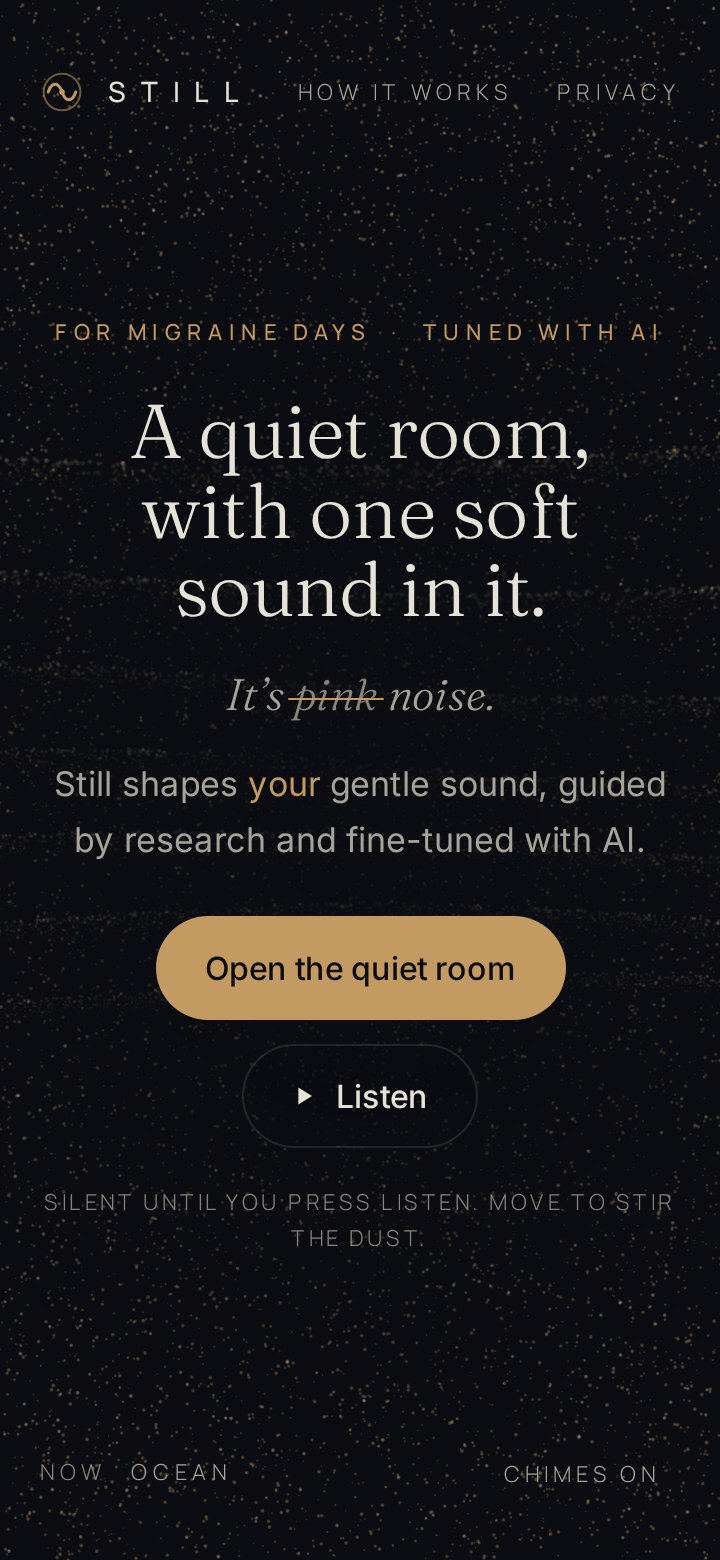 STILL HOW IT WORKS PRIVACY
FOR MIGRAINE DAYS · TUNED WITH AI
A quiet room,
with one soft
sound in it.
It’s pink noise.
Still shapes your gentle sound, guided
by research and fine-tuned with AI.
Open the quiet room
Listen
SILENT UNTIL YOU PRESS LISTEN. MOVE TO STIR
THE DUST.
NOW OCEAN CHIMES ON